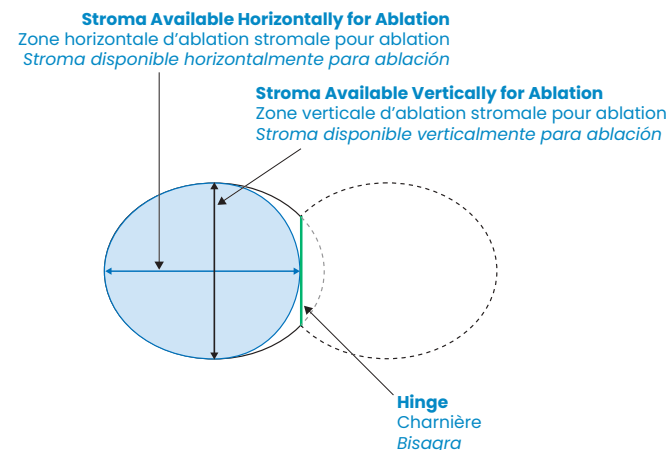 Stroma Available Horizontally for Ablation
Zone horizontale d’ablation stromale pour ablation
Stroma disponible horizontalmente para ablación
Stroma Available Vertically for Ablation
Zone verticale d’ablation stromale pour ablation
Stroma disponible verticalmente para ablación
Hinge
Charnière
Bisagra